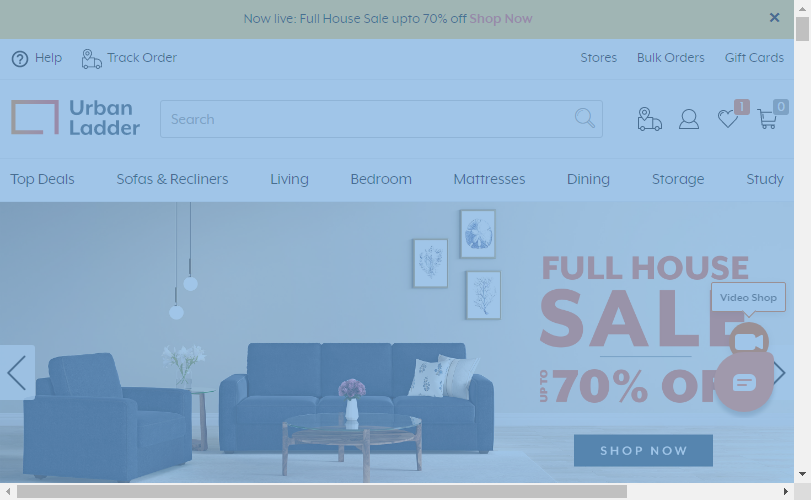 Now live: Full House Sale upto 70% off Shop Now
Help Track Order Stores Bulk Orders Gift Cards
Urban
Ladder
Search
1
0
Top Deals Sofas & Recliners Living Bedroom Mattresses Dining Storage Study
FULL HOUSE
SALE
Video Shop
UP TO 70% OF
SHOP NOW